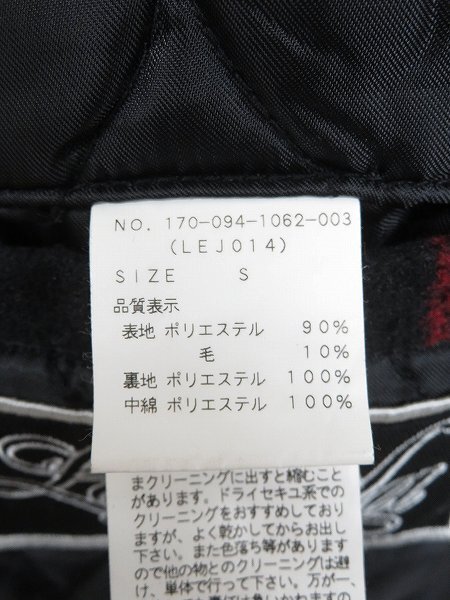 NO. 170-094-1062-003
(LEJ014)
SIZE S
品質表示
表地 ポリエステル 90%
毛 10%
裏地 ポリエステル 100%
中綿 ポリエステル 100%
まクリーニングに出すと縮むこと
があります。ドライセキユ系での
クリーニングをおすすめしており
ますが、よく乾かしてからお出し
下さい。また色落ち等があります
ので他の物とのクリーニングは避
け、単体で行って下さい。万が一、